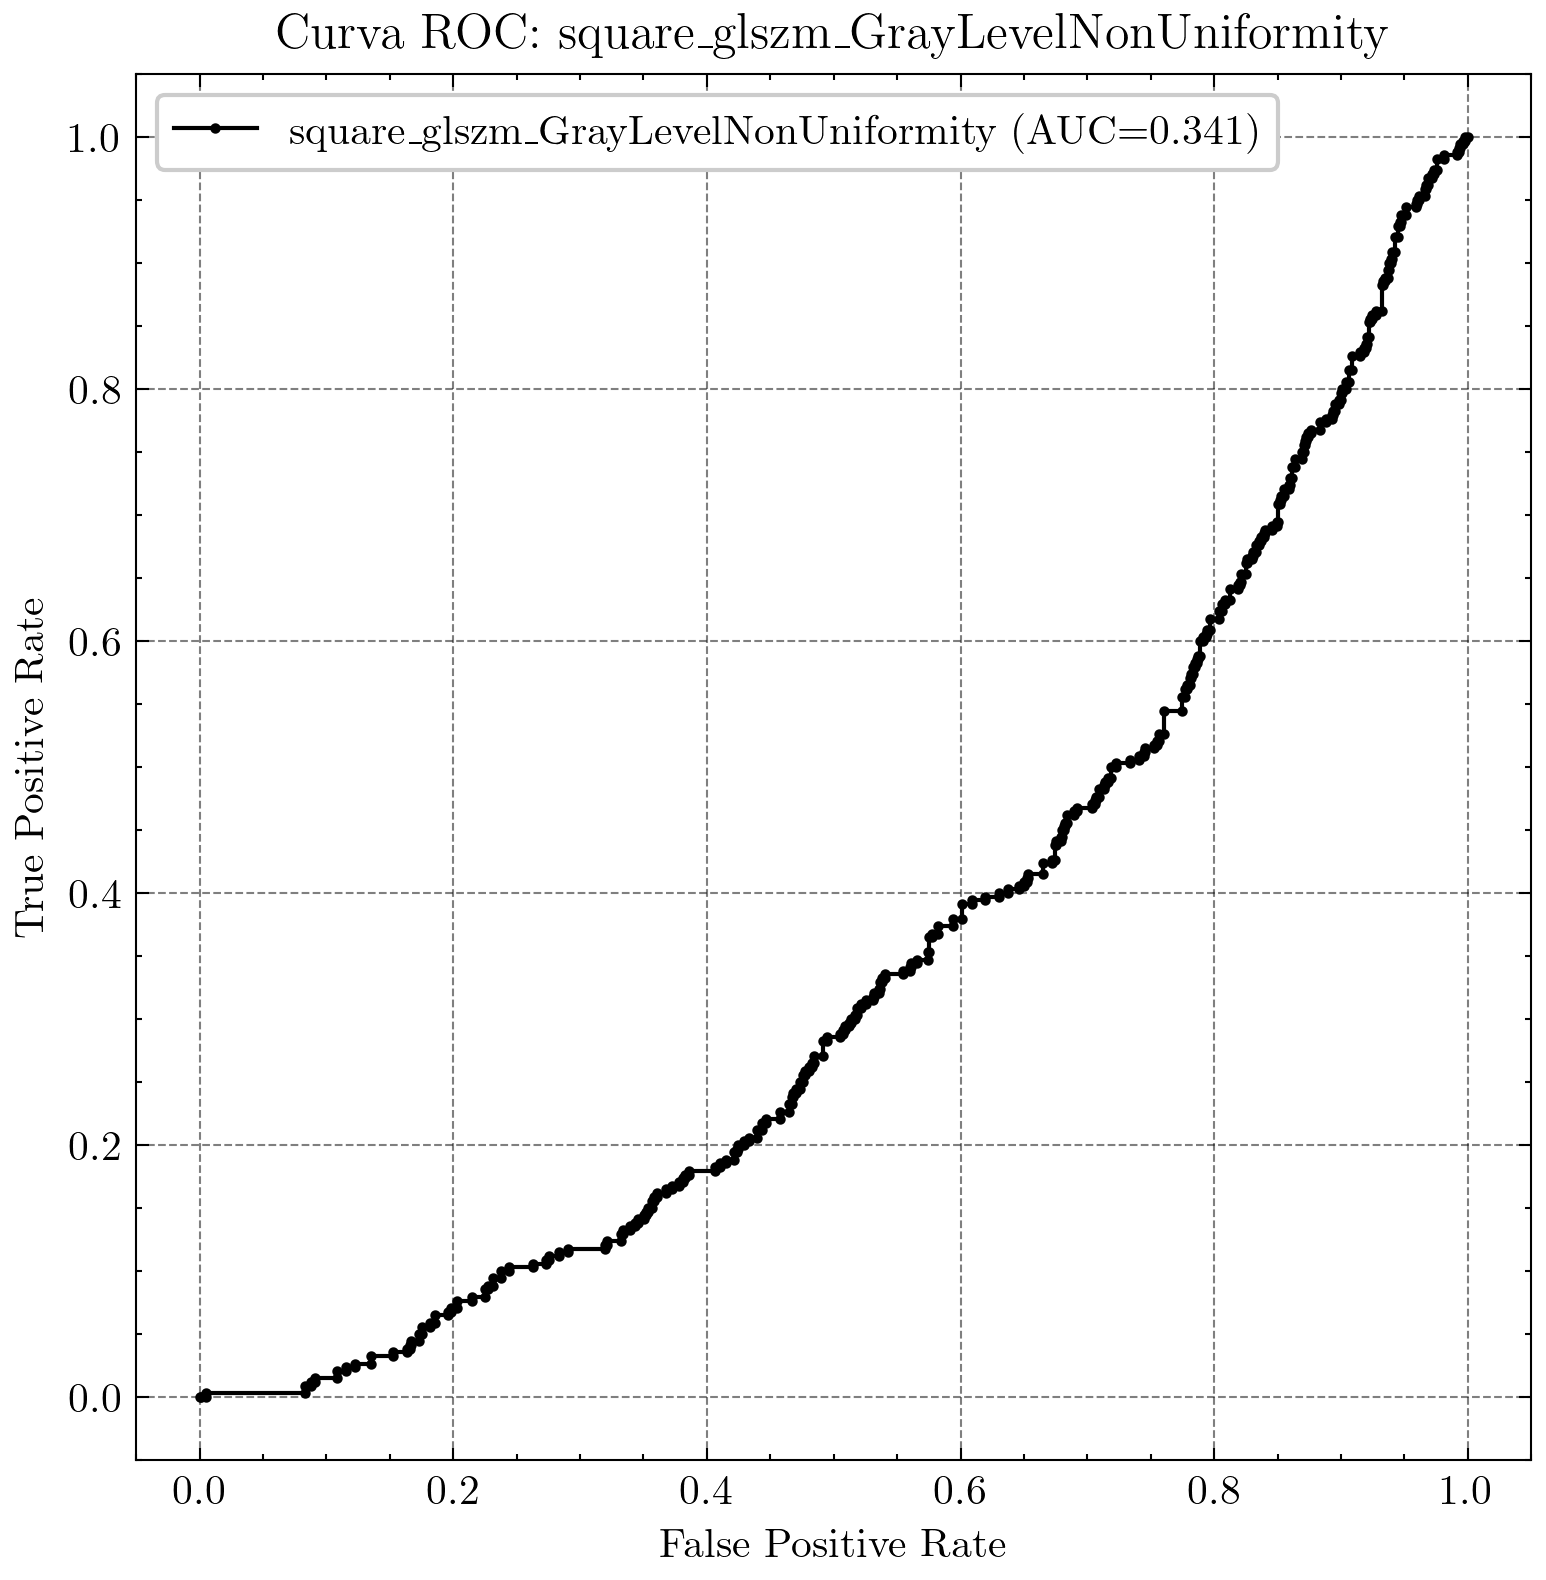 Curva ROC: square_glszm_GrayLevelNonUniformity
square_glszm_GrayLevelNonUniformity (AUC=0.341)
1.0
0.8
0.6
0.4
0.2
0.0
True Positive Rate
0.0 0.2 0.4 0.6 0.8 1.0
False Positive Rate